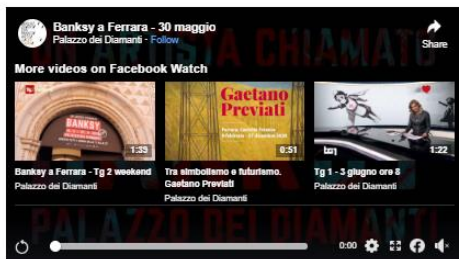 Banksy a Ferrara - 30 maggio
Palazzo dei Diamanti · Follow
Share
More videos on Facebook Watch
BANKSY
1:33
Gaetano
Previati
0:51
tg1
1:22
Banksy a Ferrara - Tg 2 weekend
Palazzo dei Diamanti
Tra simbolismo e futurismo.
Gaetano Previati
Palazzo dei Diamanti
Tg 1 - 3 giugno ore 8
Palazzo dei Diamanti
PALAZZO DEI DIAMANTI
0:00